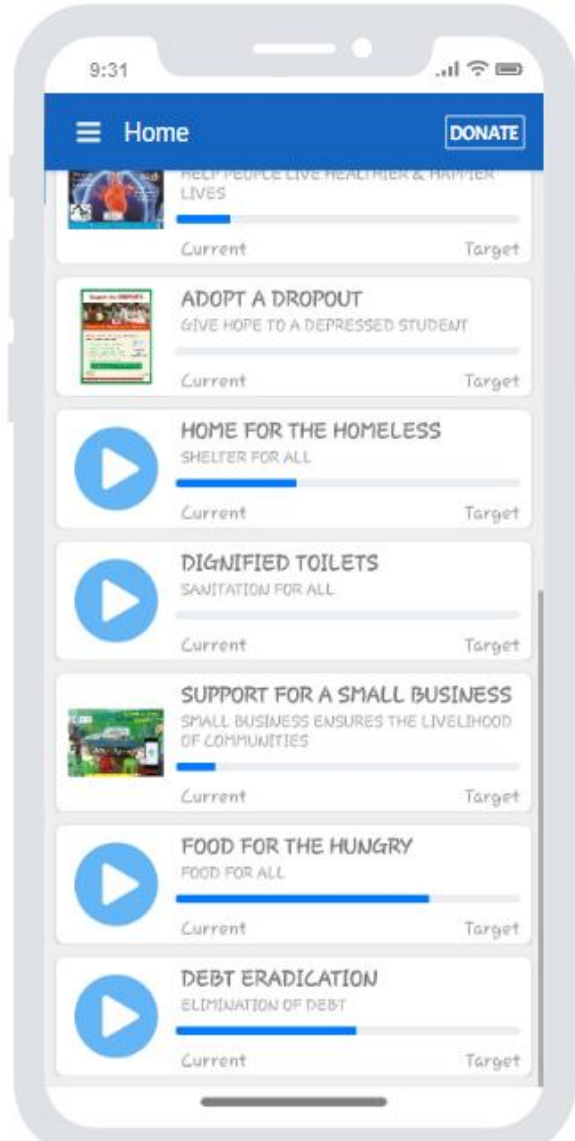 9:31
Home
DONATE
HELP PEOPLE LIVE HEALTHIER & HAPPIER
LIVES
Current Target
ADOPT A DROPOUT
GIVE HOPE TO A DEPRESSED STUDENT
Current Target
HOME FOR THE HOMELESS
SHELTER FOR ALL
Current Target
DIGNIFIED TOILETS
SANITATION FOR ALL
Current Target
SUPPORT FOR A SMALL BUSINESS
SMALL BUSINESS ENSURES THE LIVELIHOOD
OF COMMUNITIES
Current Target
FOOD FOR THE HUNGRY
FOOD FOR ALL
Current Target
DEBT ERADICATION
ELIMINATION OF DEBT
Current Target